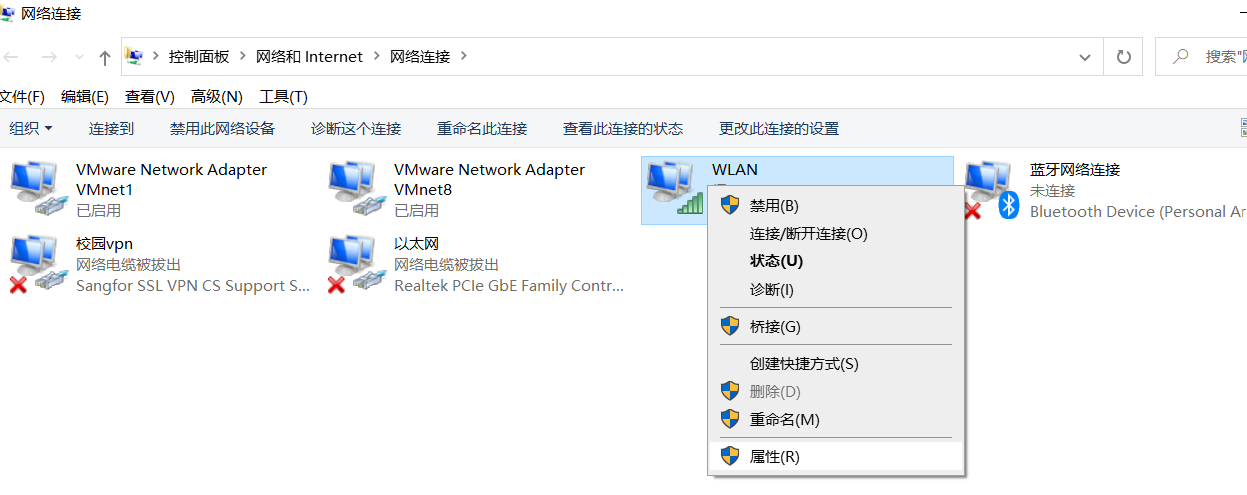 网络连接
控制面板 网络和 Internet 网络连接
文件(F) 编辑(E) 查看(V) 高级(N) 工具(T)
组织 连接到 禁用此网络设备 诊断这个连接 重命名此连接 查看此连接的状态 更改此连接的设置
VMware Network Adapter
VMnet1
已启用
VMware Network Adapter
VMnet8
已启用
WLAN
蓝牙网络连接
未连接
Bluetooth Device (Personal Ar
校园vpn
网络电缆被拔出
Sangfor SSL VPN CS Support S...
以太网
网络电缆被拔出
Realtek PCIe GbE Family Contr...
禁用(B)
连接/断开连接(O)
状态(U)
诊断(I)
桥接(G)
创建快捷方式(S)
删除(D)
重命名(M)
属性(R)